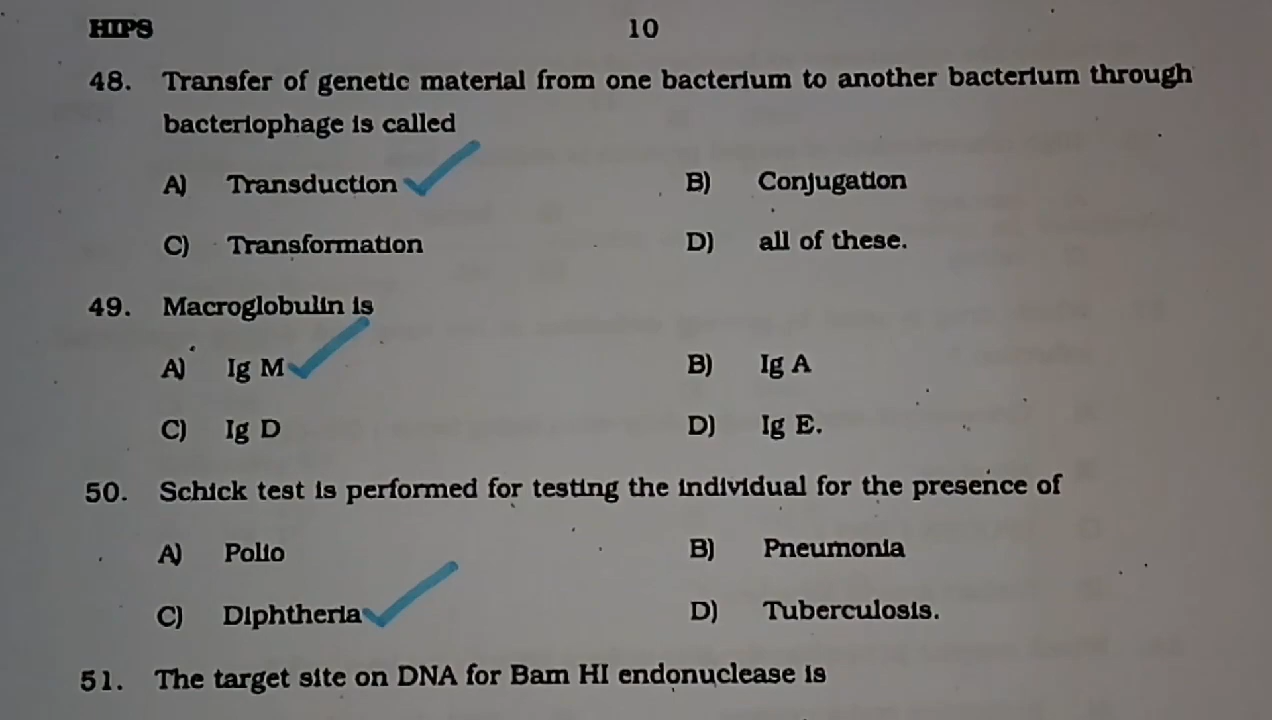 HIPS 10
48. Transfer of genetic material from one bacterium to another bacterium through
bacteriophage is called
A) Transduction B) Conjugation
C) Transformation D) all of these.
49. Macroglobulin is
A) Ig M B) Ig A
C) Ig D D) Ig E.
50. Schick test is performed for testing the individual for the presence of
A) Polio B) Pneumonia
C) Diphtheria D) Tuberculosis.
51. The target site on DNA for Bam HI endonuclease is